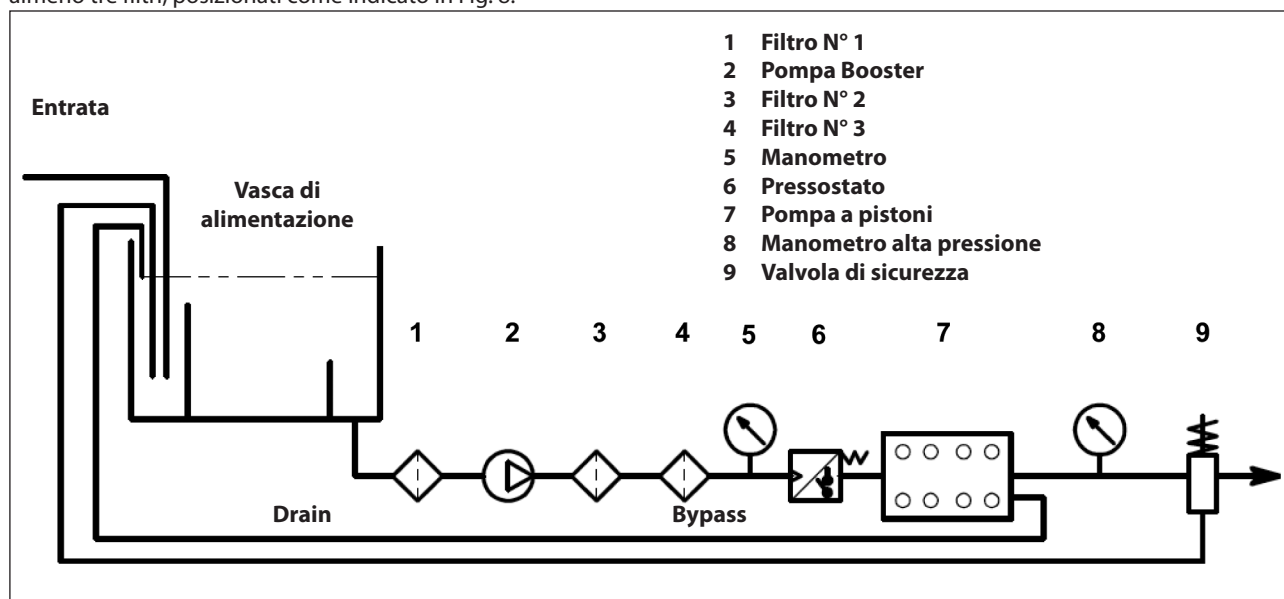 almeno tre filtri, posizionati come indicato in Fig. 8.
1 Filtro N° 1
2 Pompa Booster
3 Filtro N° 2
4 Filtro N° 3
5 Manometro
6 Pressostato
7 Pompa a pistoni
8 Manometro alta pressione
9 Valvola di sicurezza
Entrata
Vasca di
alimentazione
1 2 3 4 5 6 7 8 9
Drain
Bypass